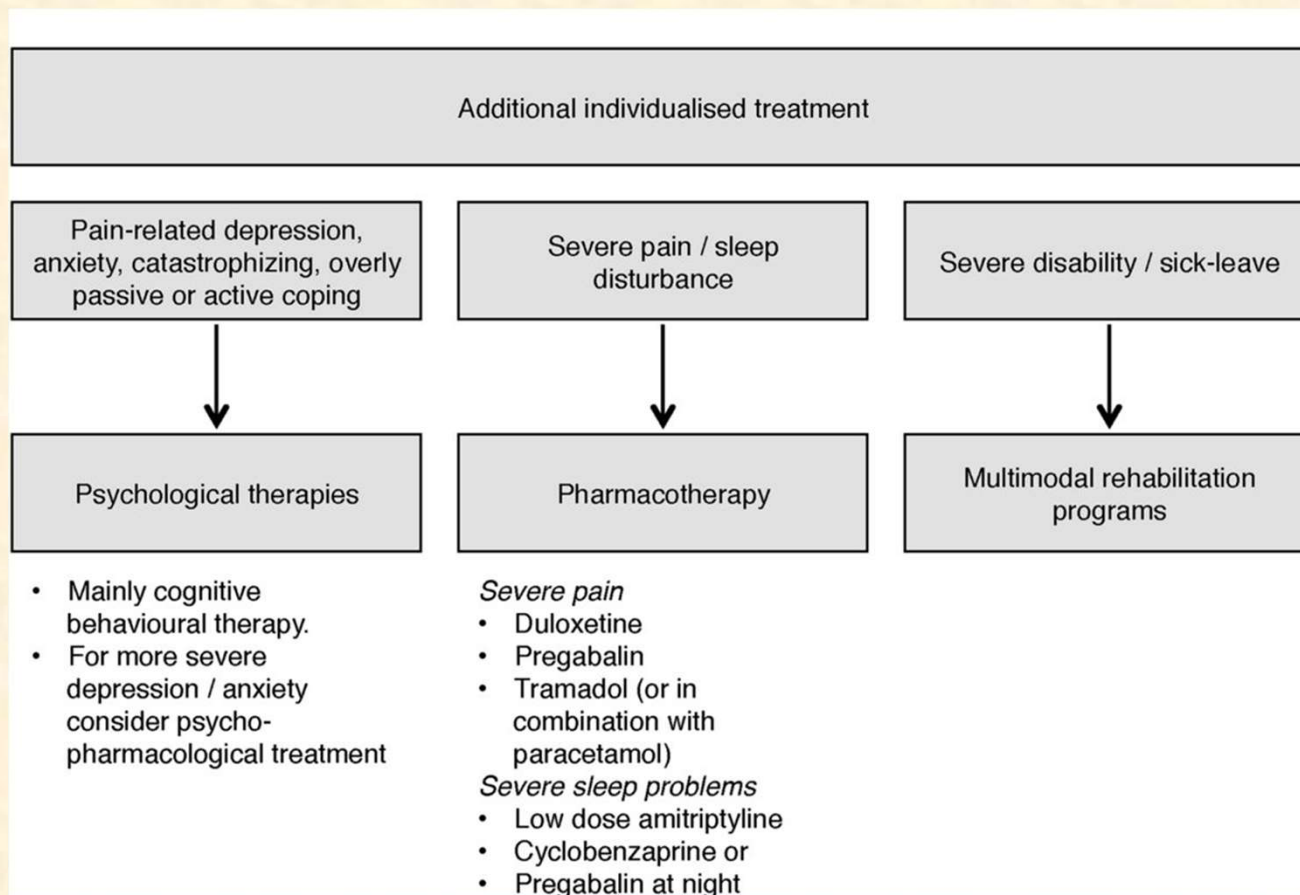 Additional individualised treatment
Pain-related depression,
anxiety, catastrophizing, overly
passive or active coping
Severe pain / sleep
disturbance
Severe disability / sick-leave
Psychological therapies
Pharmacotherapy
Multimodal rehabilitation
programs
• Mainly cognitive
behavioural therapy.
• For more severe
depression / anxiety
consider psycho-
pharmacological treatment
Severe pain
• Duloxetine
• Pregabalin
• Tramadol (or in
combination with
paracetamol)
Severe sleep problems
• Low dose amitriptyline
• Cyclobenzaprine or
• Pregabalin at night